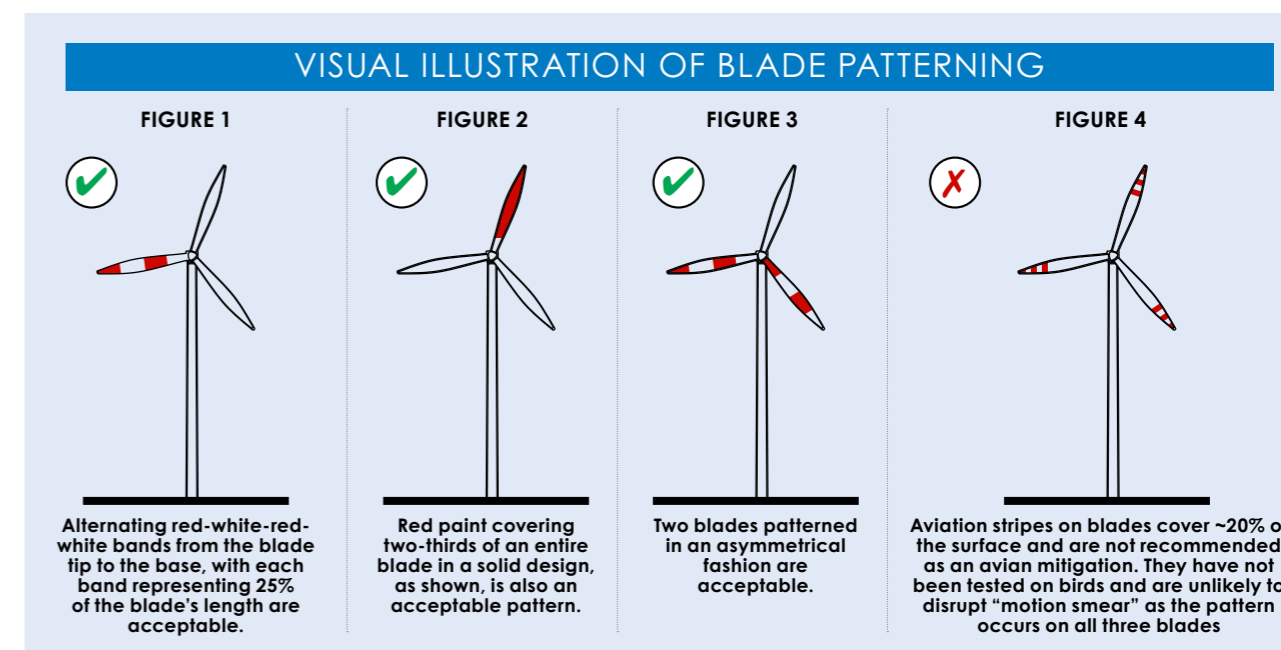 VISUAL ILLUSTRATION OF BLADE PATTERNING
FIGURE 1
Alternating red-white-red-
white bands from the blade
tip to the base, with each
band representing 25%
of the blade's length are
acceptable.
FIGURE 2
Red paint covering
two-thirds of an entire
blade in a solid design,
as shown, is also an
acceptable pattern.
FIGURE 3
Two blades patterned
in an asymmetrical
fashion are
acceptable.
FIGURE 4
Aviation stripes on blades cover ~20% o
the surface and are not recommended
as an avian mitigation. They have not
been tested on birds and are unlikely to
disrupt “motion smear” as the pattern
occurs on all three blades